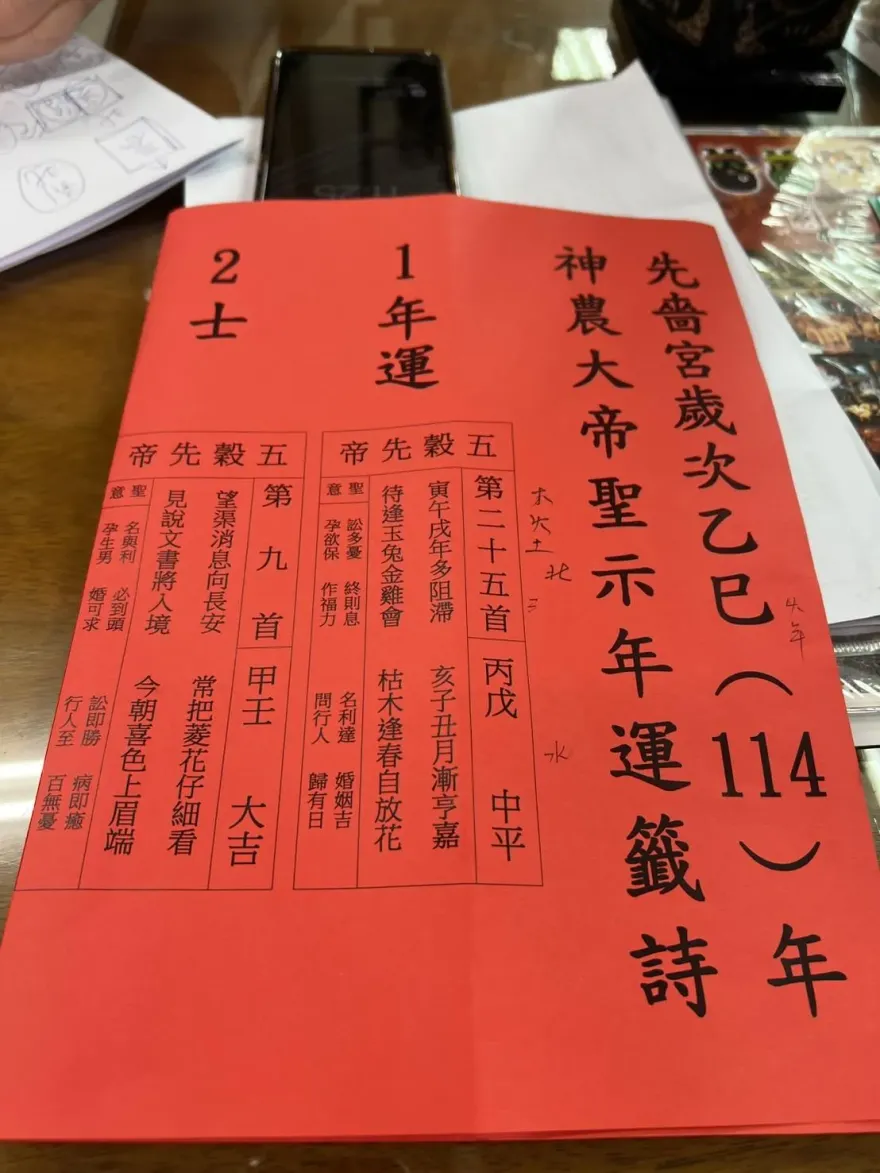 先嗇宮歲次乙巳（114）年
神農大帝聖示年運籤詩
1年運
五穀先帝
第二十五首 丙戊 中平
寅午戌年多阻滯 亥子丑月漸亨嘉
待逢玉兔金雞會 枯木逢春自放花
聖意
訟多憂 終則息 名利達 婚姻吉
孕欲保 作福力 問行人 歸有日
2士
五穀先帝
第九首 甲壬 大吉
望渠消息向長安 常把菱花仔細看
見說文書將入境 今朝喜色上眉端
聖意
名興利 必到頭 訟即勝 病即癒
孕生男 婚可求 行人至 百無憂
北
水
11:25